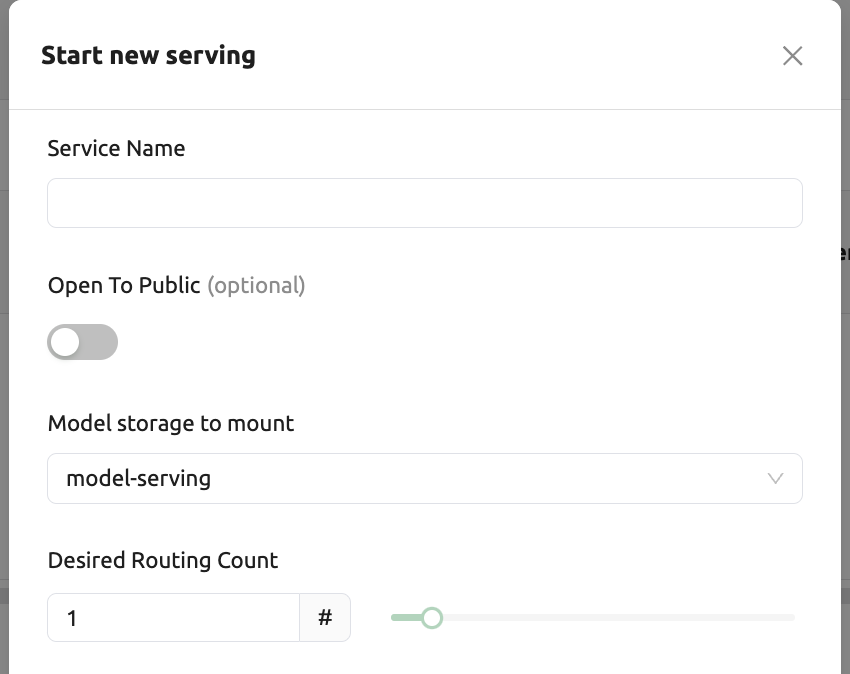 Start new serving
Service Name
Open To Public (optional)
Model storage to mount
model-serving
Desired Routing Count
1 #